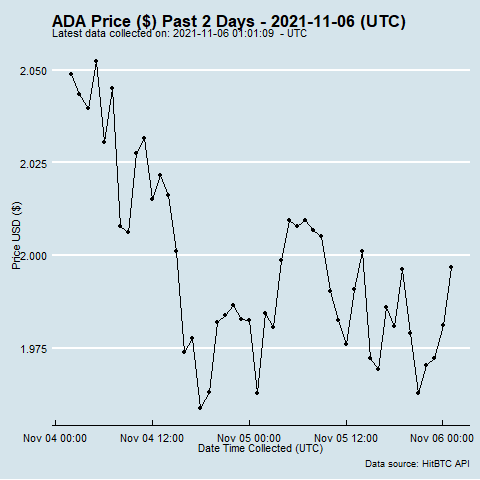 ADA Price ($) Past 2 Days - 2021-11-06 (UTC)
Latest data collected on: 2021-11-06 01:01:09  - UTC
2.050
2.025
2.000
1.975
Price USD ($)
Nov 04 00:00 Nov 04 12:00 Nov 05 00:00 Nov 05 12:00 Nov 06 00:00
Date Time Collected (UTC)
Data source: HitBTC API